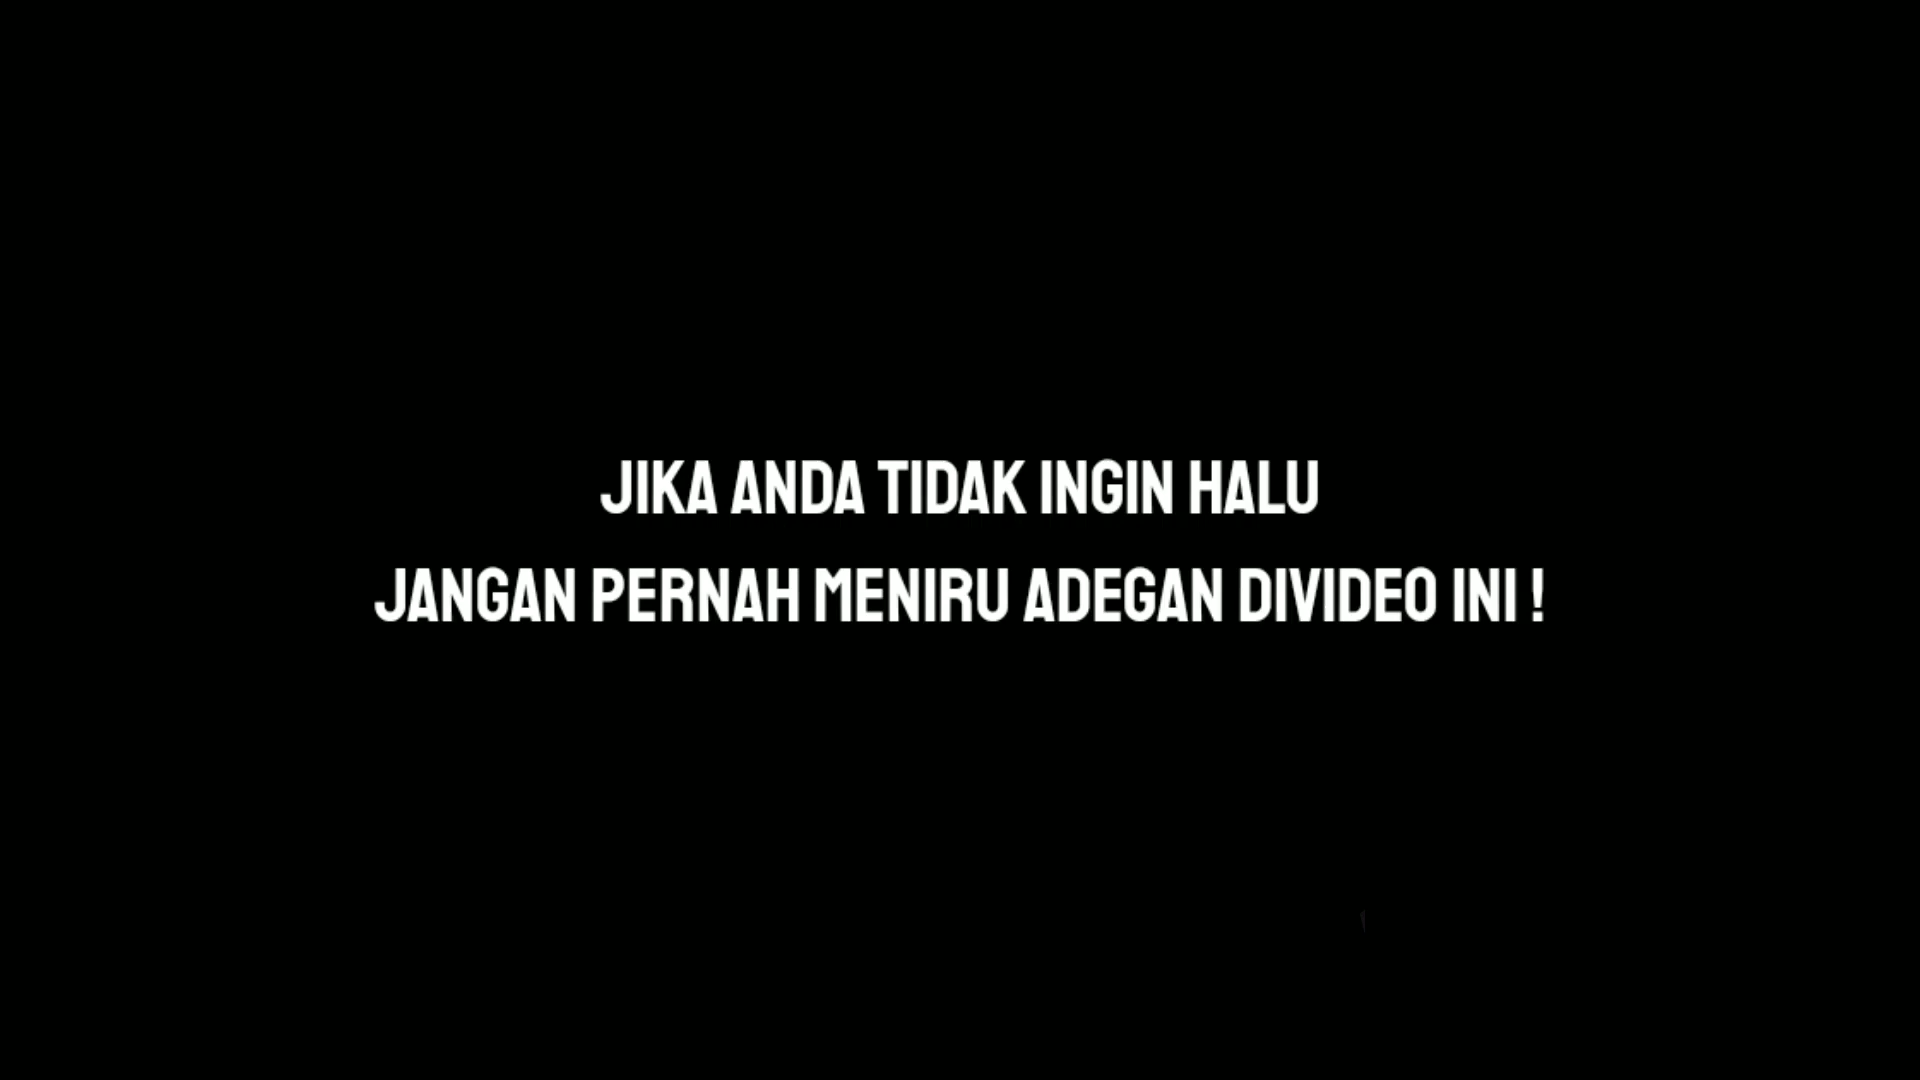 JIKA ANDA TIDAK INGIN HALU
JANGAN PERNAH MENIRU ADEGAN DIVIDEO INI !